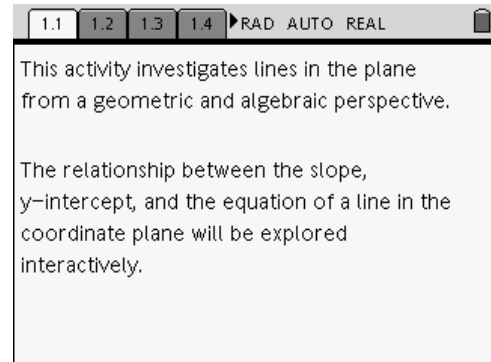 1.1 1.2 1.3 1.4 RAD AUTO REAL
This activity investigates lines in the plane
from a geometric and algebraic perspective.
The relationship between the slope,
y-intercept, and the equation of a line in the
coordinate plane will be explored
interactively.